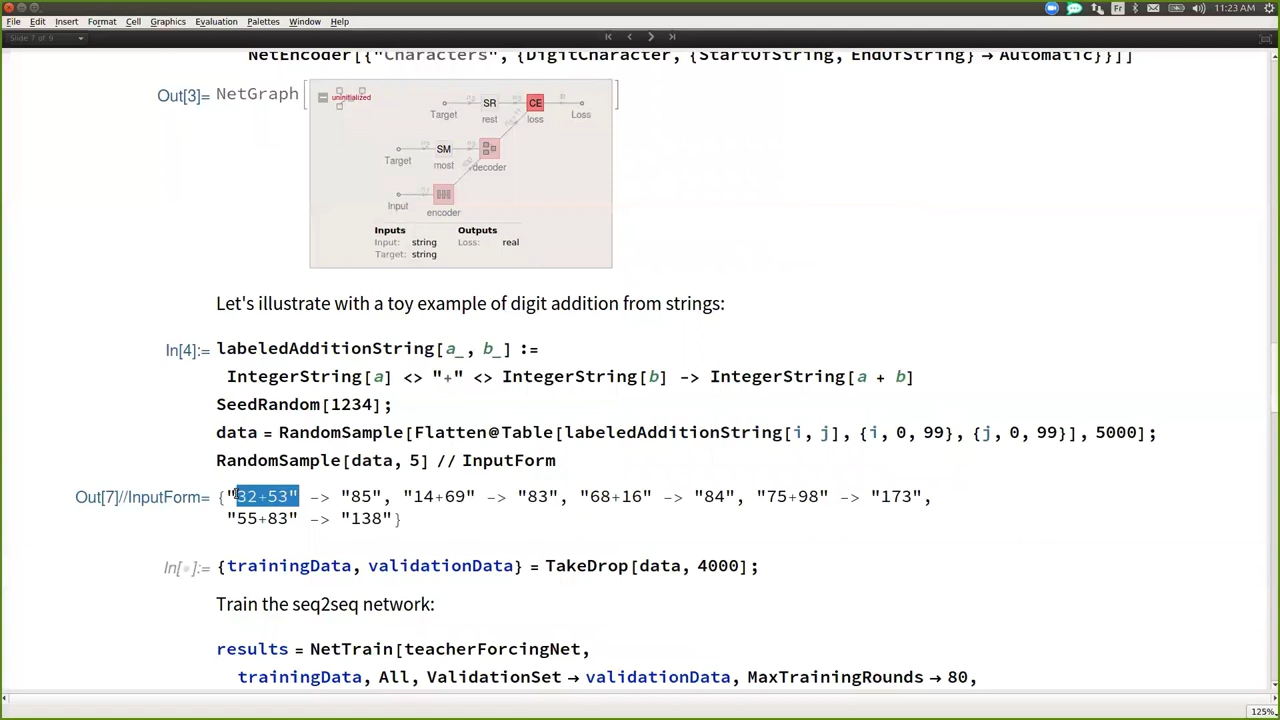 11:23 AM
File Edit Insert Format Cell Graphics Evaluation Palettes Window Help
Slide 7 of 9
NetEncoder[{"Characters", {DigitCharacter, {StartOfString, EndOfString} → Automatic}}]]
Out[3]= NetGraph[ ]
uninitialized
SR CE
Target rest loss Loss
SM
Target most decoder
Input encoder
Inputs Outputs
Input: string Loss: real
Target: string
Let's illustrate with a toy example of digit addition from strings:
In[4]:= labeledAdditionString[a_, b_] :=
IntegerString[a] <> "+" <> IntegerString[b] -> IntegerString[a + b]
SeedRandom[1234];
data = RandomSample[Flatten@Table[labeledAdditionString[i, j], {i, 0, 99}, {j, 0, 99}], 5000];
RandomSample[data, 5] // InputForm
Out[7]//InputForm= {"32+53" -> "85", "14+69" -> "83", "68+16" -> "84", "75+98" -> "173",
"55+83" -> "138"}
In[•]:= {trainingData, validationData} = TakeDrop[data, 4000];
Train the seq2seq network:
results = NetTrain[teacherForcingNet,
trainingData, All, ValidationSet → validationData, MaxTrainingRounds → 80,
125%